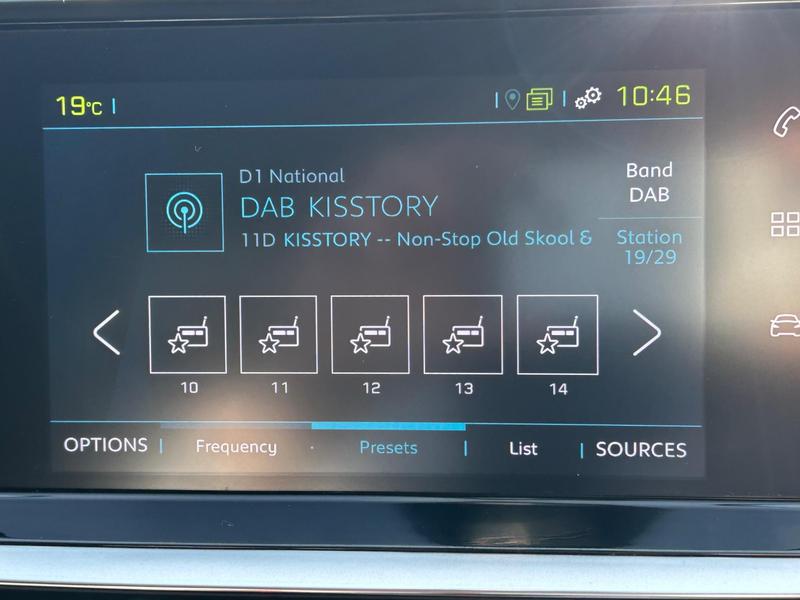 19°C
10:46
D1 National
DAB KISSTORY
11D KISSTORY -- Non-Stop Old Skool &
Band
DAB
Station
19/29
10 11 12 13 14
OPTIONS Frequency Presets List SOURCES